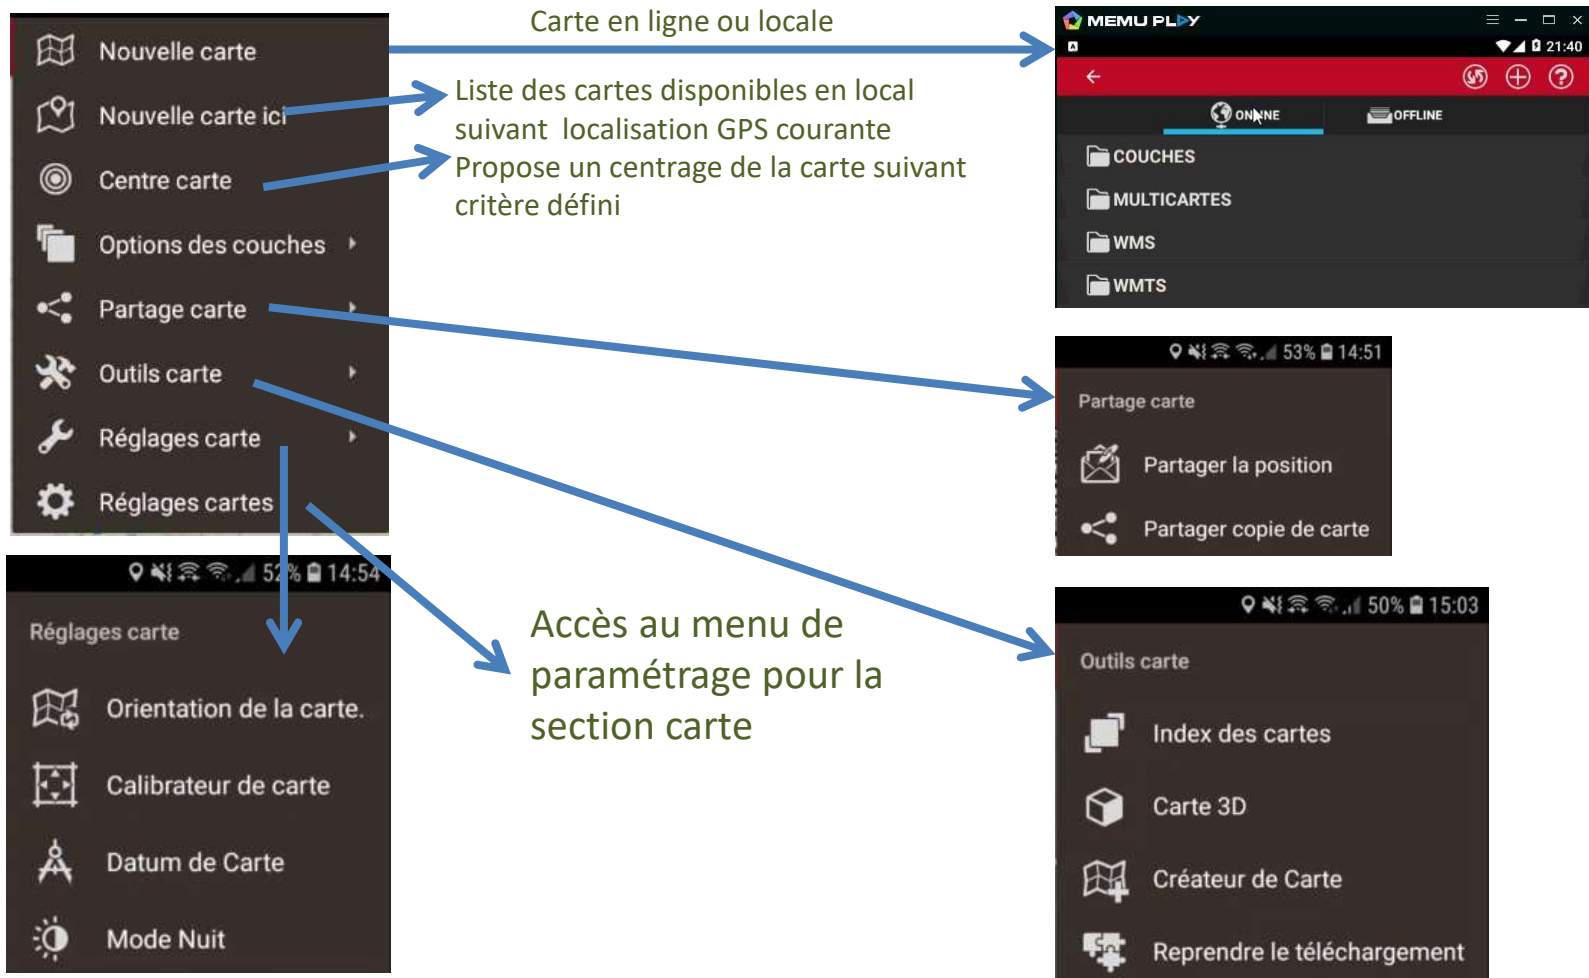 Nouvelle carte
Nouvelle carte ici
Centre carte
Options des couches
Partage carte
Outils carte
Réglages carte
Réglages cartes
Carte en ligne ou locale
Liste des cartes disponibles en local
suivant localisation GPS courante
Propose un centrage de la carte suivant
critère défini
MEMU PLAY
21:40
ONLINE
OFFLINE
COUCHES
MULTICARTES
WMS
WMTS
53% 14:51
Partage carte
Partager la position
Partager copie de carte
52% 14:54
Réglages carte
Orientation de la carte.
Calibrateur de carte
Datum de Carte
Mode Nuit
Accès au menu de
paramétrage pour la
section carte
50% 15:03
Outils carte
Index des cartes
Carte 3D
Créateur de Carte
Reprendre le téléchargement